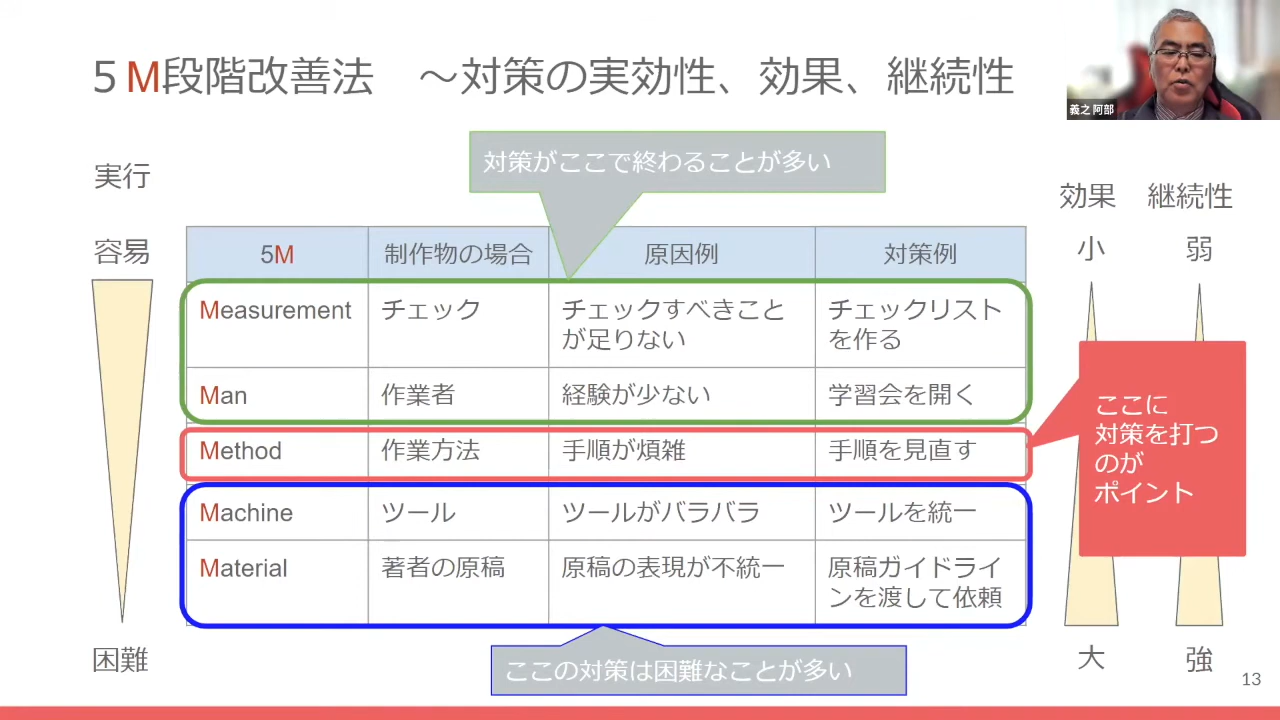 5M段階改善法　～対策の実効性、効果、継続性
義之 阿部
対策がここで終わることが多い
実行
容易
困難
効果
継続性
小
弱
5M
制作物の場合
原因例
対策例
Measurement
チェック
チェックすべきこと
が足りない
チェックリスト
を作る
Man
作業者
経験が少ない
学習会を開く
Method
作業方法
手順が煩雑
手順を見直す
Machine
ツール
ツールがバラバラ
ツールを統一
Material
著者の原稿
原稿の表現が不統一
原稿ガイドライ
ンを渡して依頼
ここに
対策を打つ
のが
ポイント
ここの対策は困難なことが多い
大
強
13